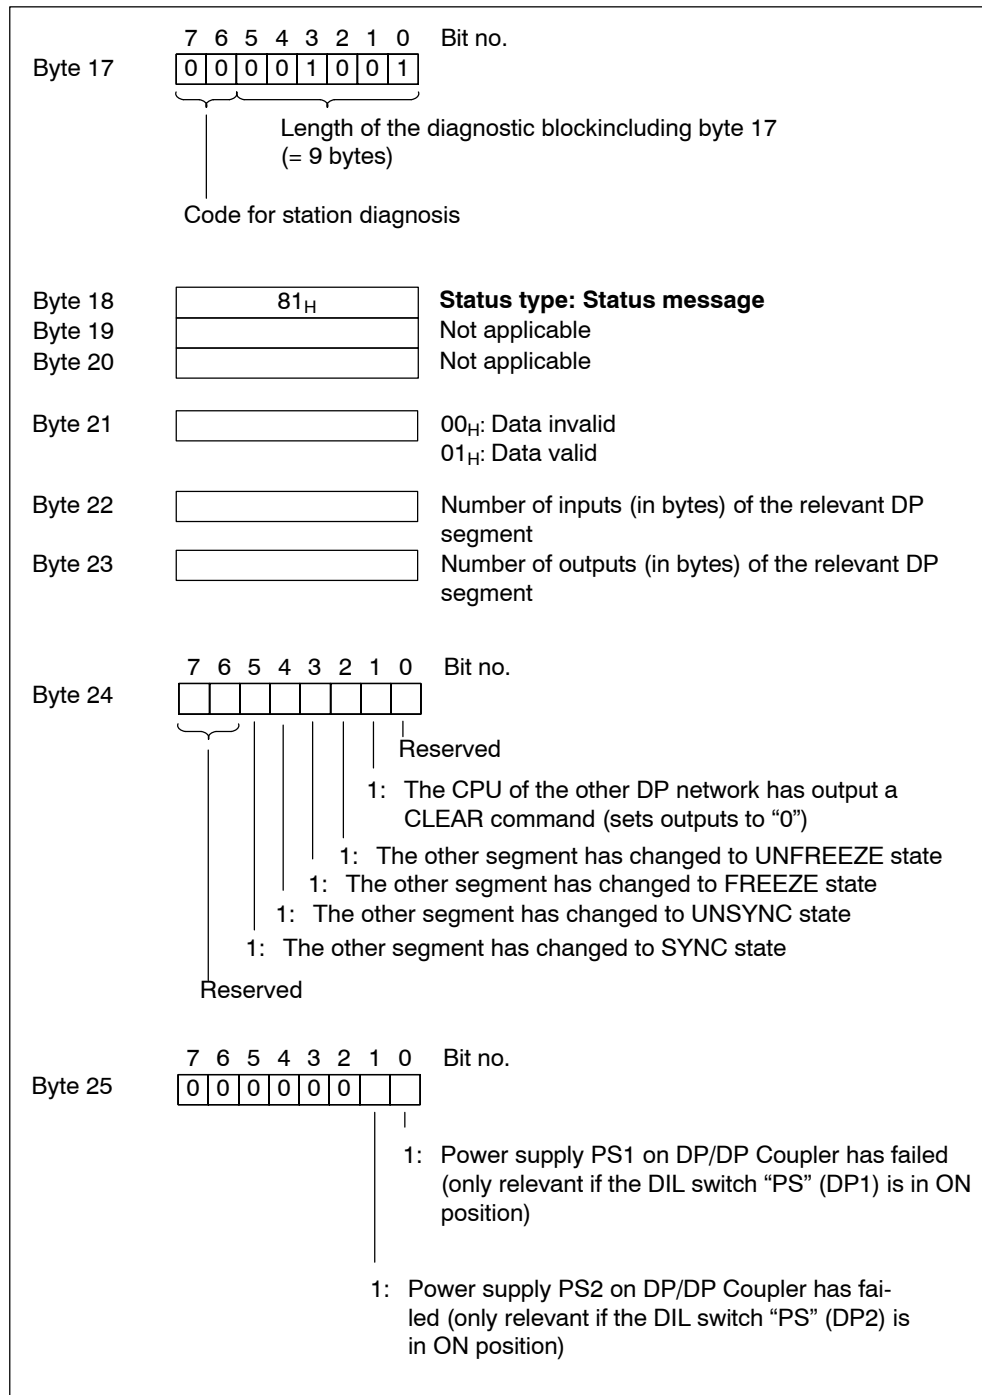 7 6 5 4 3 2 1 0 Bit no.
Byte 17 0 0 0 0 1 0 0 1
Length of the diagnostic blockincluding byte 17
(= 9 bytes)
Code for station diagnosis
Byte 18 81H Status type: Status message
Byte 19 Not applicable
Byte 20 Not applicable
Byte 21 00H: Data invalid
01H: Data valid
Byte 22 Number of inputs (in bytes) of the relevant DP
segment
Byte 23 Number of outputs (in bytes) of the relevant DP
segment
7 6 5 4 3 2 1 0 Bit no.
Byte 24
Reserved
1: The CPU of the other DP network has output a
CLEAR command (sets outputs to “0”)
1: The other segment has changed to UNFREEZE state
1: The other segment has changed to FREEZE state
1: The other segment has changed to UNSYNC state
1: The other segment has changed to SYNC state
Reserved
7 6 5 4 3 2 1 0 Bit no.
Byte 25 0 0 0 0 0 0
1: Power supply PS1 on DP/DP Coupler has failed
(only relevant if the DIL switch “PS” (DP1) is in ON
position)
1: Power supply PS2 on DP/DP Coupler has fai-
led (only relevant if the DIL switch “PS” (DP2) is
in ON position)